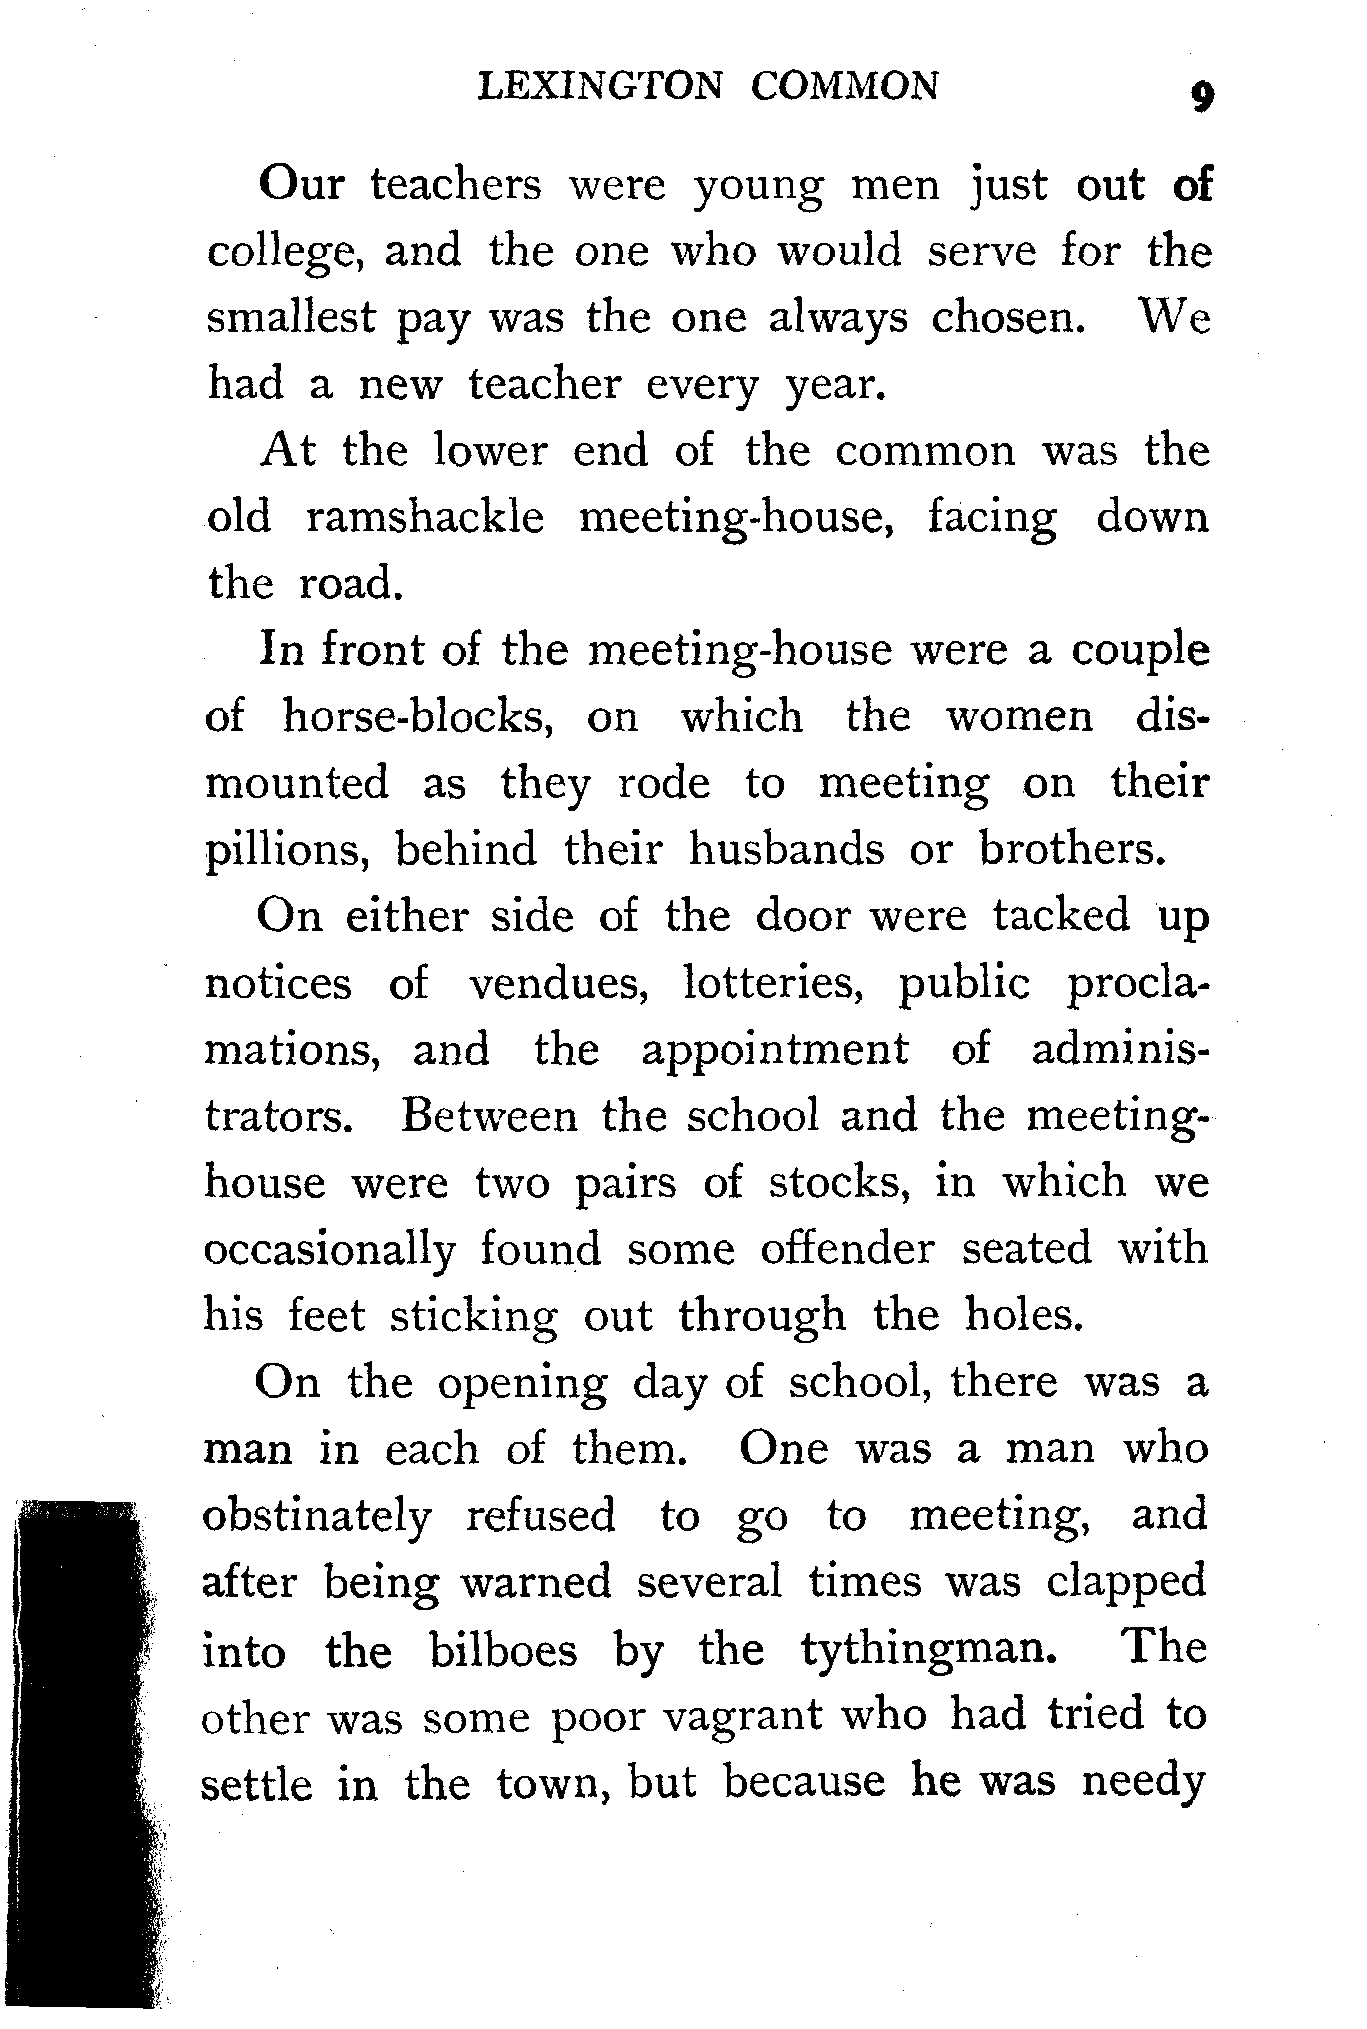 LEXINGTON COMMON 9
Our teachers were young men just out of
college, and the one who would serve for the
smallest pay was the one always chosen. We
had a new teacher every year.
At the lower end of the common was the
old ramshackle meeting-house, facing down
the road.
In front of the meeting-house were a couple
of horse-blocks, on which the women dis-
mounted as they rode to meeting on their
pillions, behind their husbands or brothers.
On either side of the door were tacked up
notices of vendues, lotteries, public procla-
mations, and the appointment of adminis-
trators. Between the school and the meeting-
house were two pairs of stocks, in which we
occasionally found some offender seated with
his feet sticking out through the holes.
On the opening day of school, there was a
man in each of them. One was a man who
obstinately refused to go to meeting, and
after being warned several times was clapped
into the bilboes by the tythingman. The
other was some poor vagrant who had tried to
settle in the town, but because he was needy